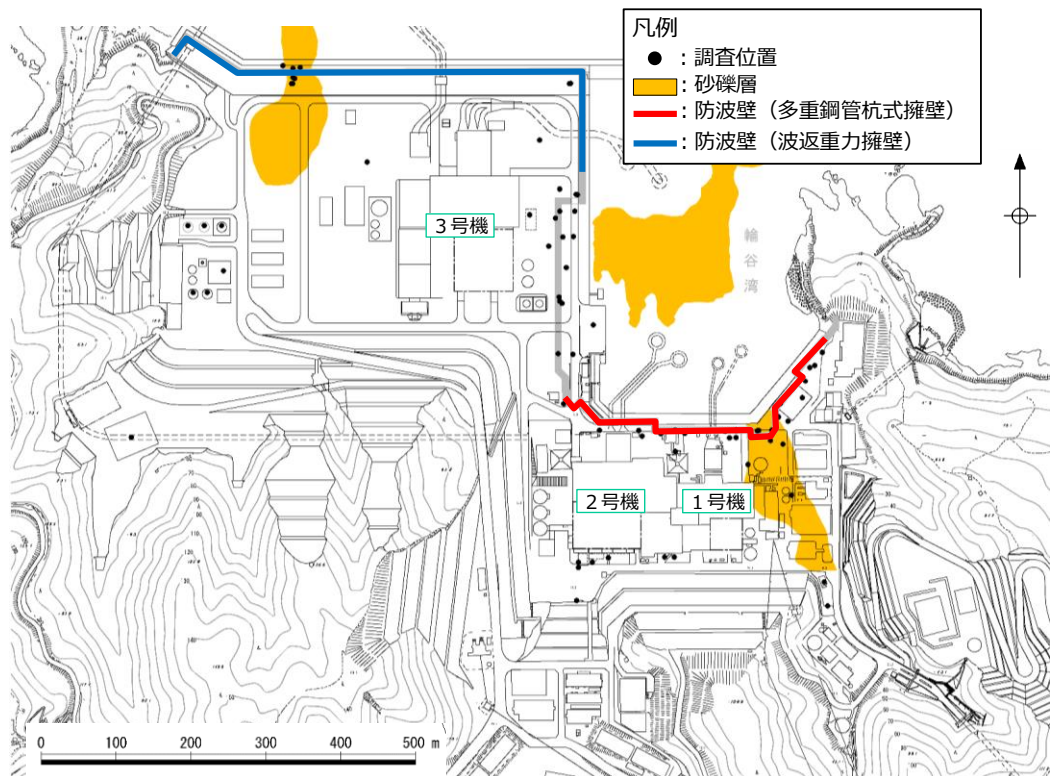 凡例
● : 調査位置
: 砂礫層
: 防波壁（多重鋼管杭式擁壁）
: 防波壁（波返重力擁壁）
3号機
輪谷湾
2号機
1号機
0 100 200 300 400 500 m